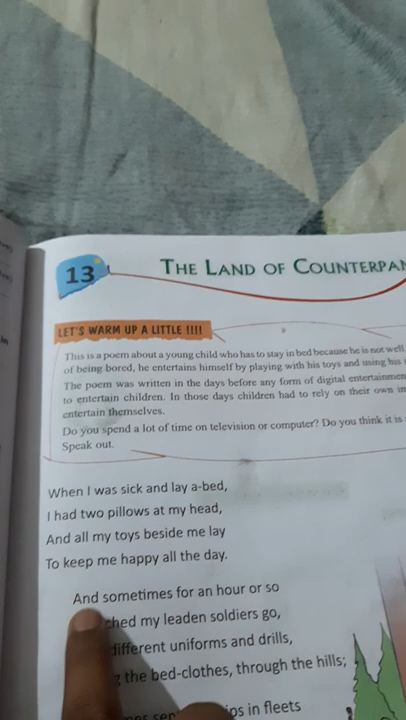 13
THE LAND OF COUNTERPAN
LET'S WARM UP A LITTLE !!!!
This is a poem about a young child who has to stay in bed because he is not well.
of being bored, he entertains himself by playing with his toys and using his
The poem was written in the days before any form of digital entertainmen
to entertain children. In those days children had to rely on their own im
entertain themselves.
Do you spend a lot of time on television or computer? Do you think it is
Speak out.
When I was sick and lay a-bed,
I had two pillows at my head,
And all my toys beside me lay
To keep me happy all the day.
And sometimes for an hour or so
ched my leaden soldiers go,
different uniforms and drills,
g the bed-clothes, through the hills;
ips in fleets